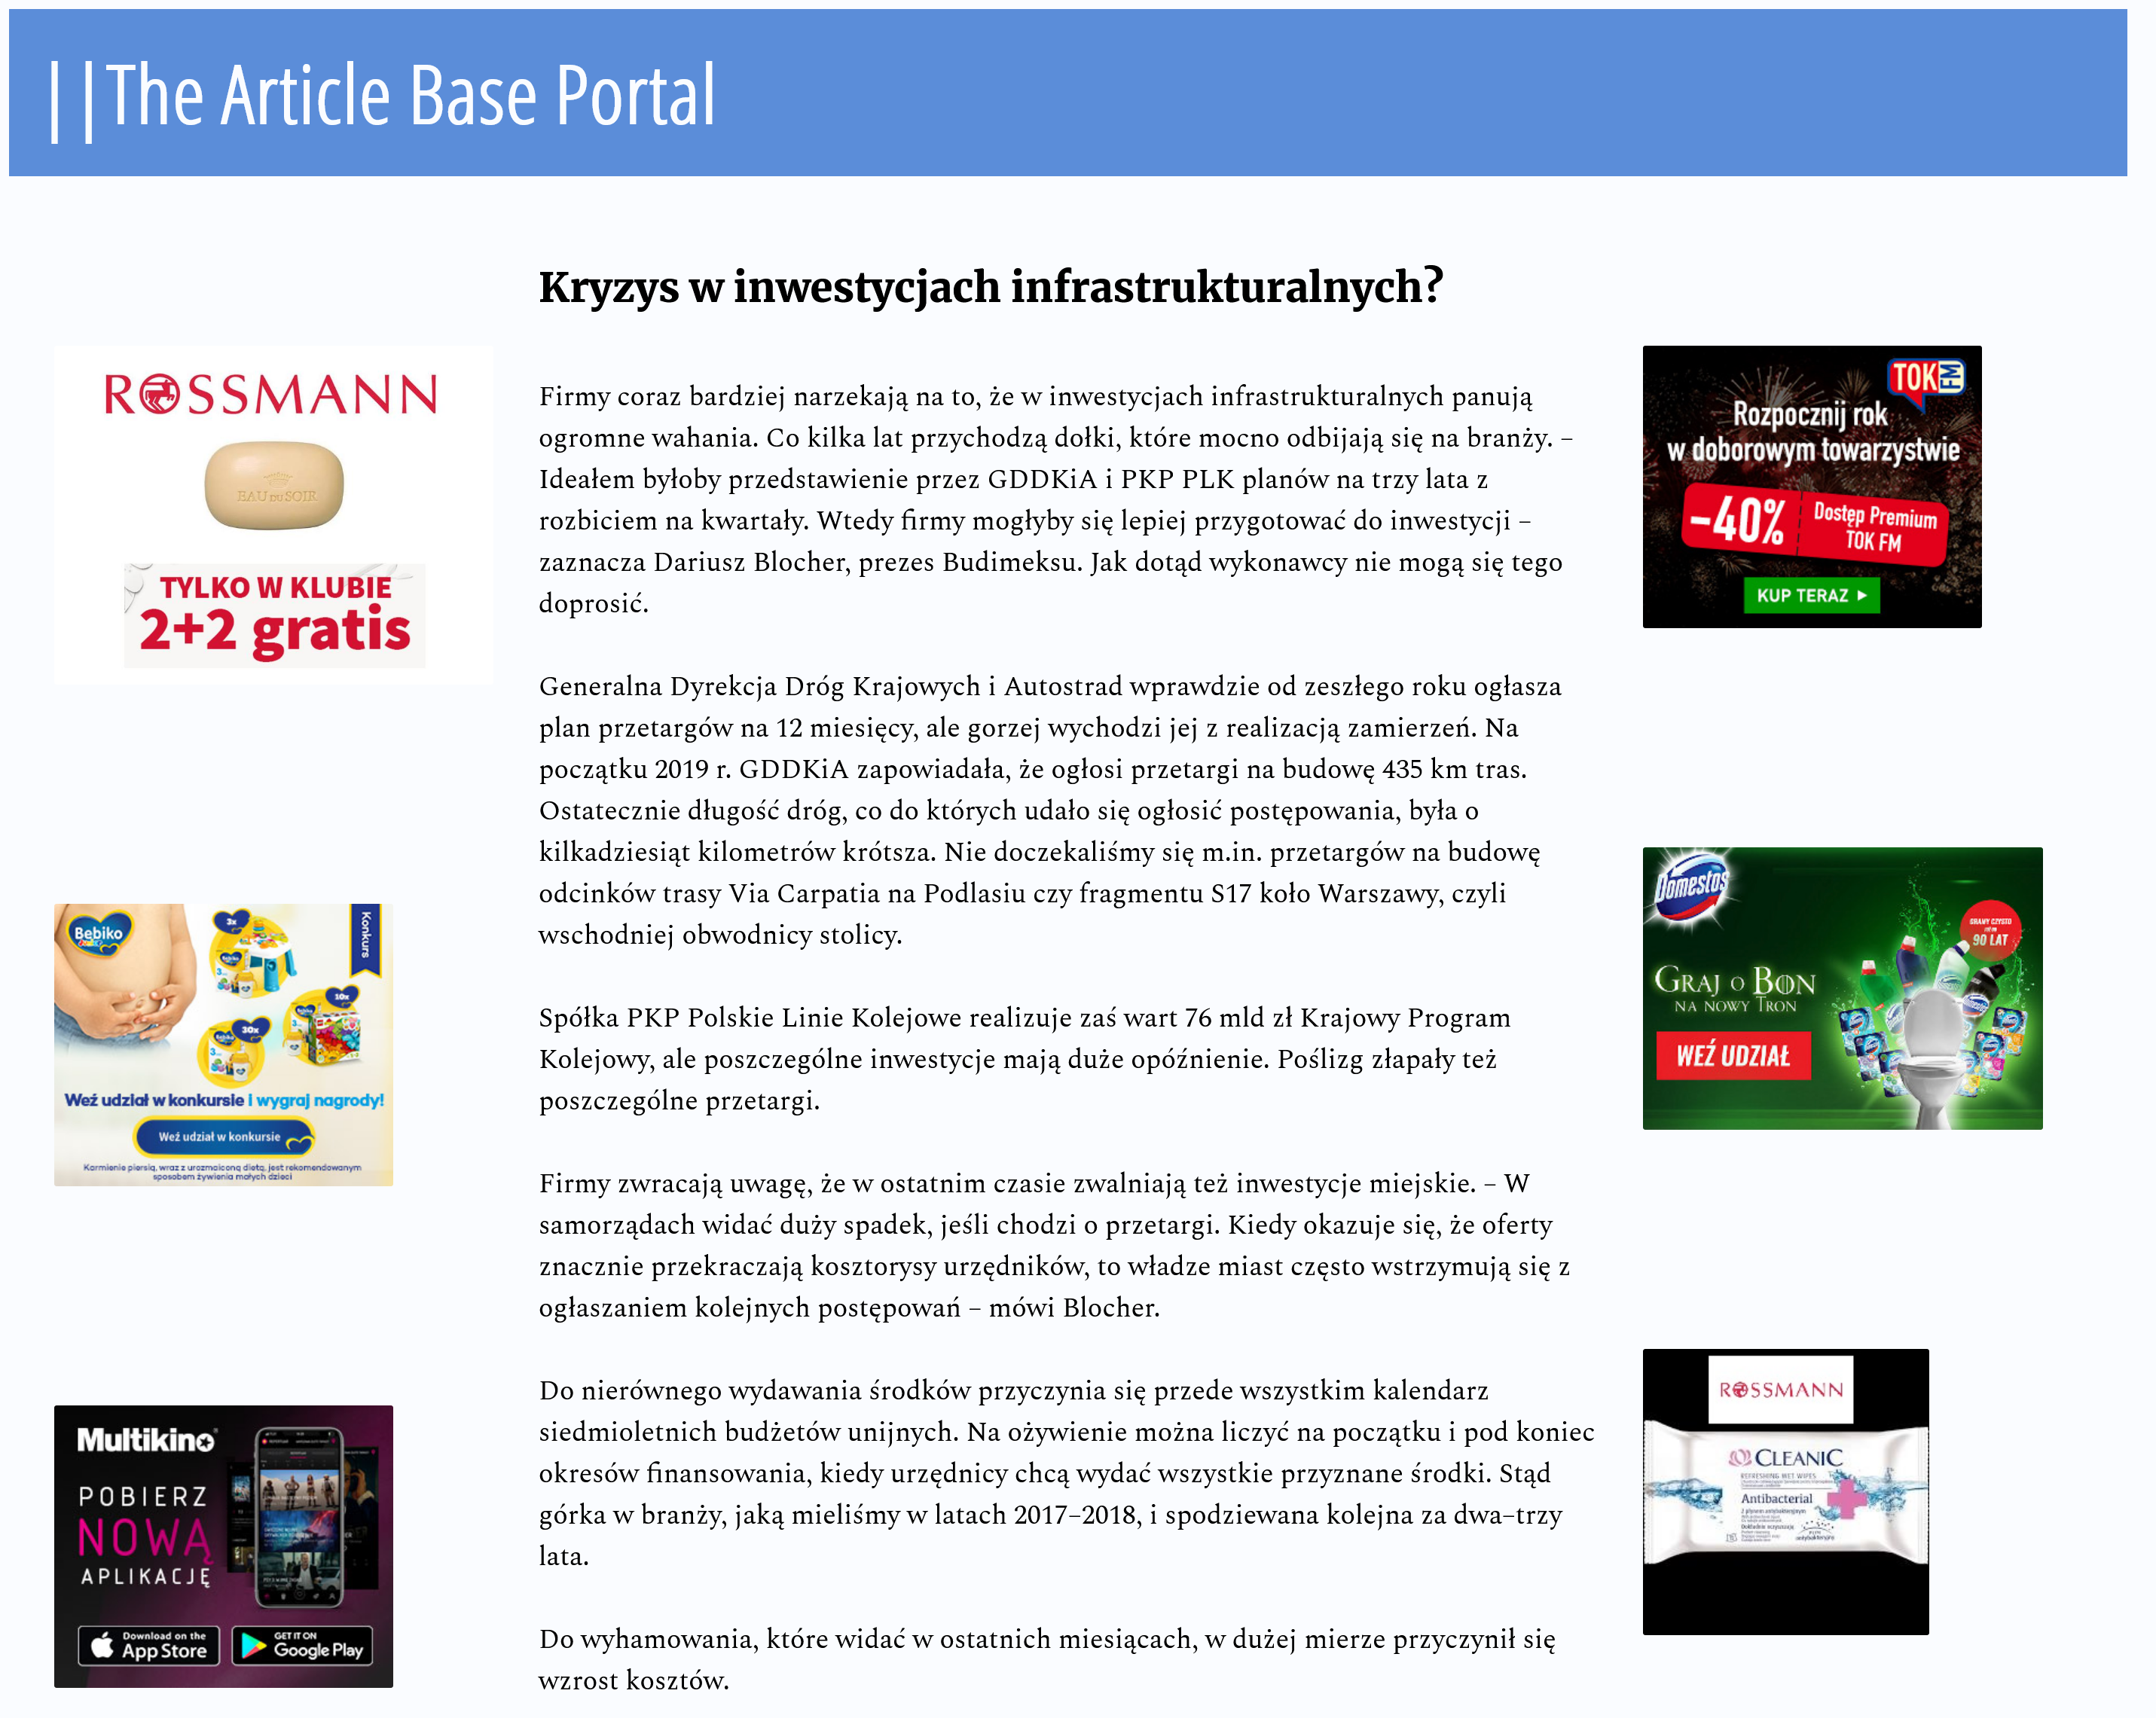 ||The Article Base Portal
Kryzys w inwestycjach infrastrukturalnych?
Firmy coraz bardziej narzekają na to, że w inwestycjach infrastrukturalnych panują
ogromne wahania. Co kilka lat przychodzą dołki, które mocno odbijają się na branży. –
Ideałem byłoby przedstawienie przez GDDKiA i PKP PLK planów na trzy lata z
rozbiciem na kwartały. Wtedy firmy mogłyby się lepiej przygotować do inwestycji –
zaznacza Dariusz Blocher, prezes Budimeksu. Jak dotąd wykonawcy nie mogą się tego
doprosić.
Generalna Dyrekcja Dróg Krajowych i Autostrad wprawdzie od zeszłego roku ogłasza
plan przetargów na 12 miesięcy, ale gorzej wychodzi jej z realizacją zamierzeń. Na
początku 2019 r. GDDKiA zapowiadała, że ogłosi przetargi na budowę 435 km tras.
Ostatecznie długość dróg, co do których udało się ogłosić postępowania, była o
kilkadziesiąt kilometrów krótsza. Nie doczekaliśmy się m.in. przetargów na budowę
odcinków trasy Via Carpatia na Podlasiu czy fragmentu S17 koło Warszawy, czyli
wschodniej obwodnicy stolicy.
Spółka PKP Polskie Linie Kolejowe realizuje zaś wart 76 mld zł Krajowy Program
Kolejowy, ale poszczególne inwestycje mają duże opóźnienie. Poślizg złapały też
poszczególne przetargi.
Firmy zwracają uwagę, że w ostatnim czasie zwalniają też inwestycje miejskie. – W
samorządach widać duży spadek, jeśli chodzi o przetargi. Kiedy okazuje się, że oferty
znacznie przekraczają kosztorysy urzędników, to władze miast często wstrzymują się z
ogłaszaniem kolejnych postępowań – mówi Blocher.
Do nierównego wydawania środków przyczynia się przede wszystkim kalendarz
siedmioletnich budżetów unijnych. Na ożywienie można liczyć na początku i pod koniec
okresów finansowania, kiedy urzędnicy chcą wydać wszystkie przyznane środki. Stąd
górka w branży, jaką mieliśmy w latach 2017–2018, i spodziewana kolejna za dwa–trzy
lata.
Do wyhamowania, które widać w ostatnich miesiącach, w dużej mierze przyczynił się
wzrost kosztów.
ROSSMANN
EAU DU SOIR
TYLKO W KLUBIE
2+2 gratis
Bebiko
Konkurs
3x
10x
30x
Weź udział w konkursie i wygraj nagrody!
Weź udział w konkursie
Karmienie piersią, wraz z urozmaiconą dietą, jest rekomendowanym
sposobem żywienia małych dzieci
Multikino
POBIERZ
NOWĄ
APLIKACJĘ
Download on the
App Store
GET IT ON
Google Play
TOK FM
Rozpocznij rok
w doborowym towarzystwie
–40%
Dostęp Premium
TOK FM
KUP TERAZ
Domestos
GRAMY CZYSTO
90 LAT
GRAJ O BON
NA NOWY TRON
WEŹ UDZIAŁ
ROSSMANN
CLEANIC
REFRESHING WET WIPES
Antibacterial